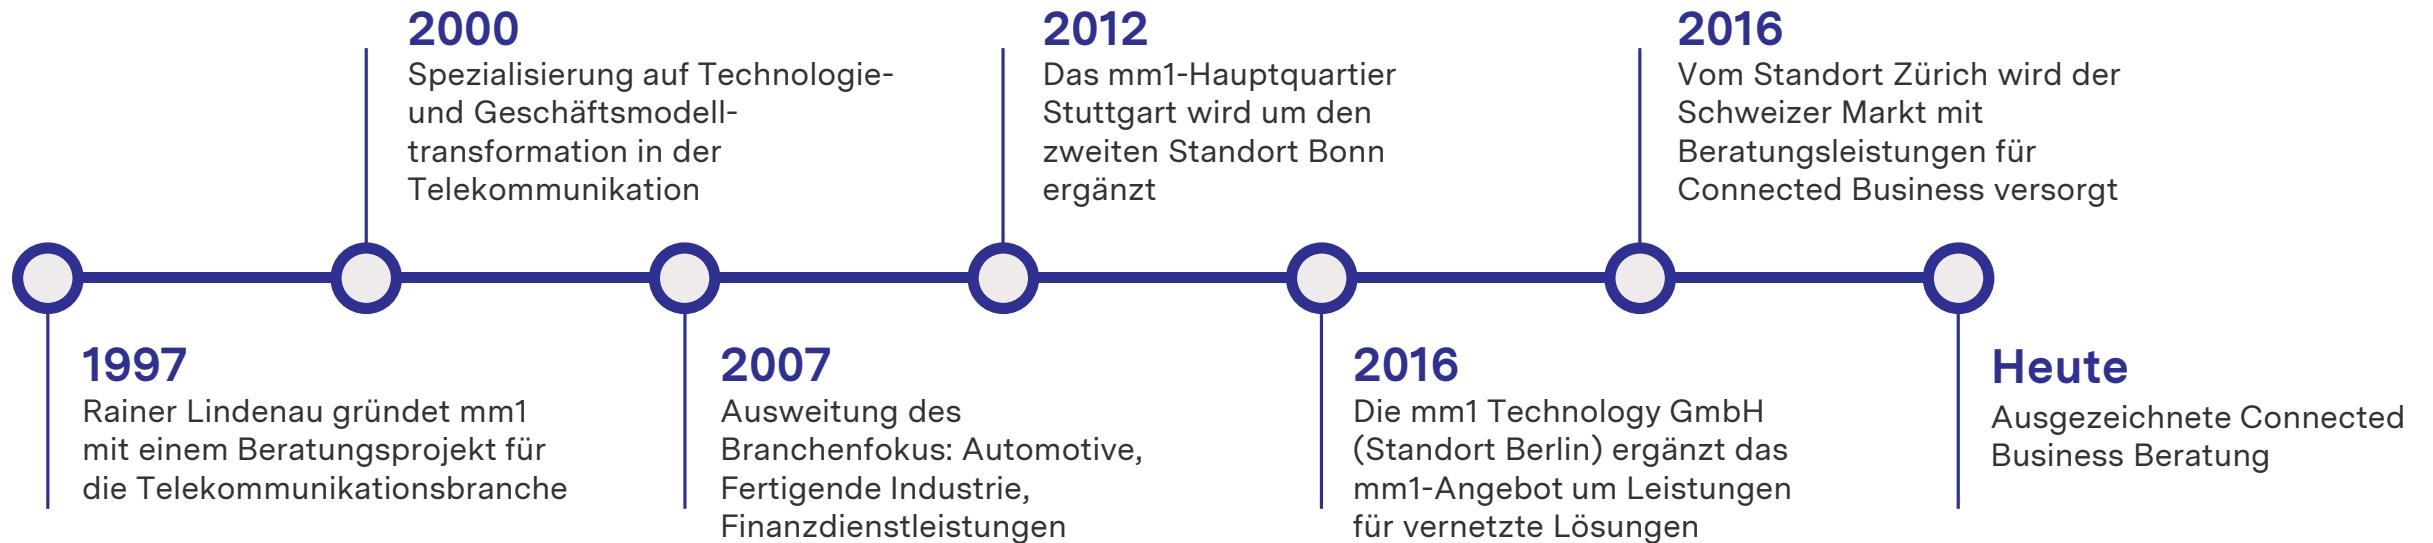 2000
Spezialisierung auf Technologie-
und Geschäftsmodell-
transformation in der
Telekommunikation
2012
Das mm1-Hauptquartier
Stuttgart wird um den
zweiten Standort Bonn
ergänzt
2016
Vom Standort Zürich wird der
Schweizer Markt mit
Beratungsleistungen für
Connected Business versorgt
1997
Rainer Lindenau gründet mm1
mit einem Beratungsprojekt für
die Telekommunikationsbranche
2007
Ausweitung des
Branchenfokus: Automotive,
Fertigende Industrie,
Finanzdienstleistungen
2016
Die mm1 Technology GmbH
(Standort Berlin) ergänzt das
mm1-Angebot um Leistungen
für vernetzte Lösungen
Heute
Ausgezeichnete Connected
Business Beratung